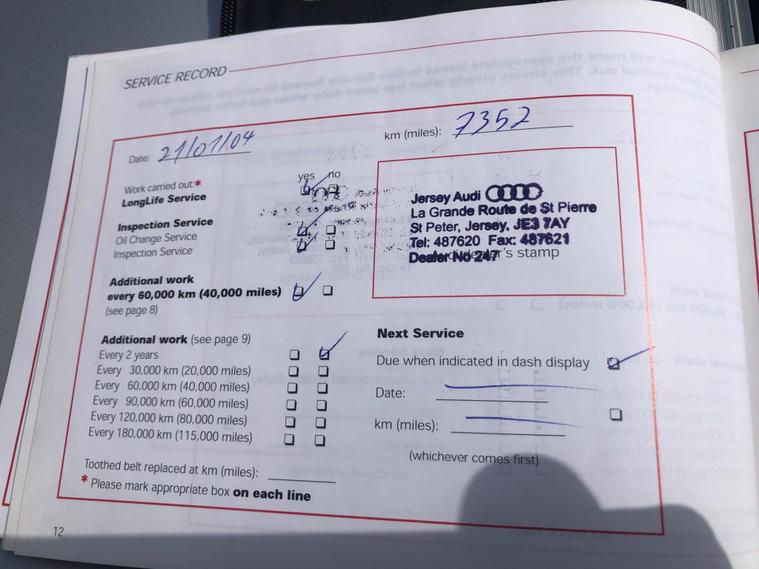 SERVICE RECORD
Date: 21/07/04
km (miles): 7352
yes no
Work carried out:*
LongLife Service
Inspection Service
Oil Change Service
Inspection Service
Jersey Audi
La Grande Route de St Pierre
St Peter, Jersey, JE3 7AY
Tel: 487620 Fax: 487621
Dealer No 247
dealer's stamp
Additional work
every 60,000 km (40,000 miles)
(see page 8)
Additional work (see page 9)
Every 2 years
Every 30,000 km (20,000 miles)
Every 60,000 km (40,000 miles)
Every 90,000 km (60,000 miles)
Every 120,000 km (80,000 miles)
Every 180,000 km (115,000 miles)
Next Service
Due when indicated in dash display
Date:
km (miles):
(whichever comes first)
Toothed belt replaced at km (miles):
* Please mark appropriate box on each line
12